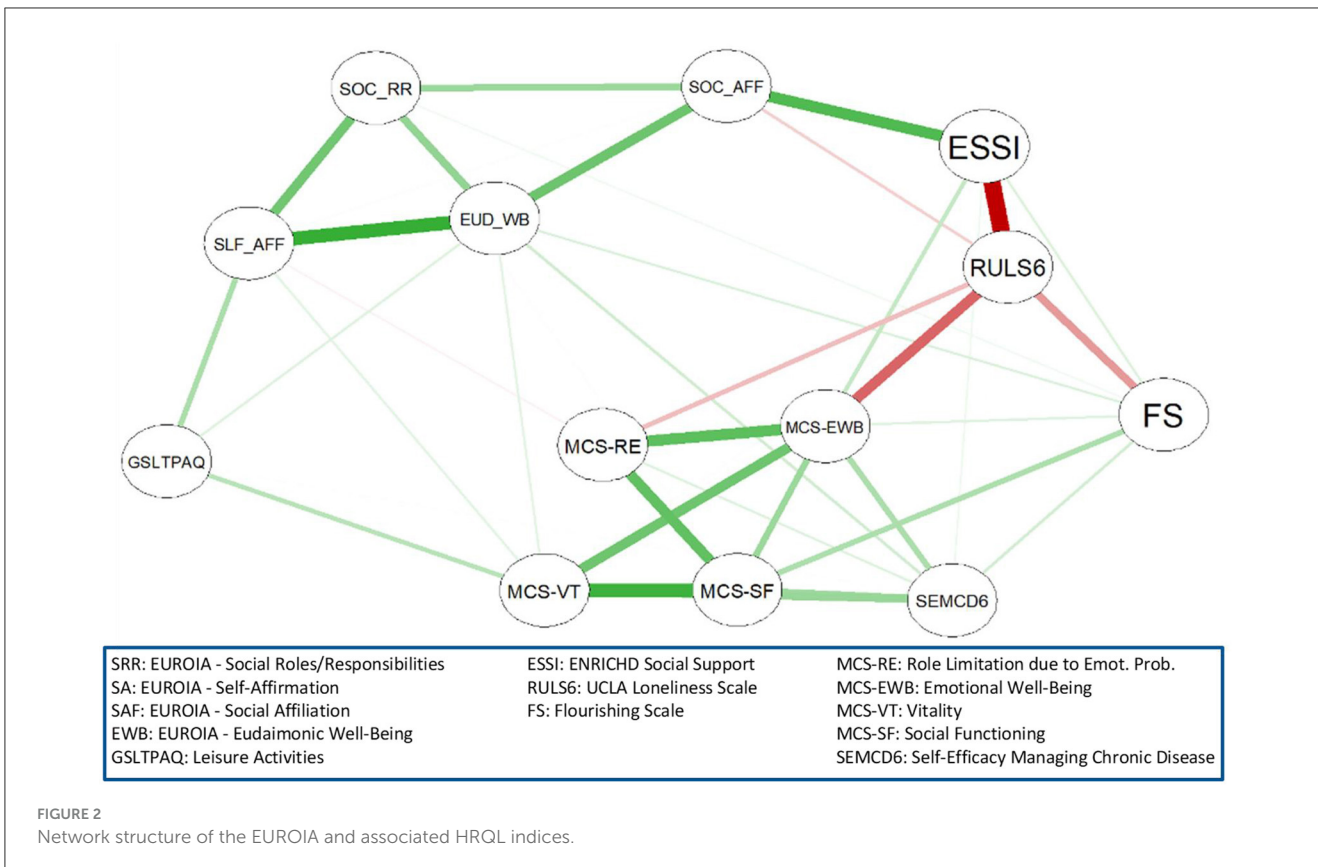 SOC_RR
SOC_AFF
ESSI
SLF_AFF
EUD_WB
RULS6
GSLTPAQ
MCS-RE
MCS-EWB
FS
MCS-VT
MCS-SF
SEMCD6
SRR: EUROIA - Social Roles/Responsibilities
SA: EUROIA - Self-Affirmation
SAF: EUROIA - Social Affiliation
EWB: EUROIA - Eudaimonic Well-Being
GSLTPAQ: Leisure Activities
ESSI: ENRICHD Social Support
RULS6: UCLA Loneliness Scale
FS: Flourishing Scale
MCS-RE: Role Limitation due to Emot. Prob.
MCS-EWB: Emotional Well-Being
MCS-VT: Vitality
MCS-SF: Social Functioning
SEMCD6: Self-Efficacy Managing Chronic Disease
FIGURE 2
Network structure of the EUROIA and associated HRQL indices.